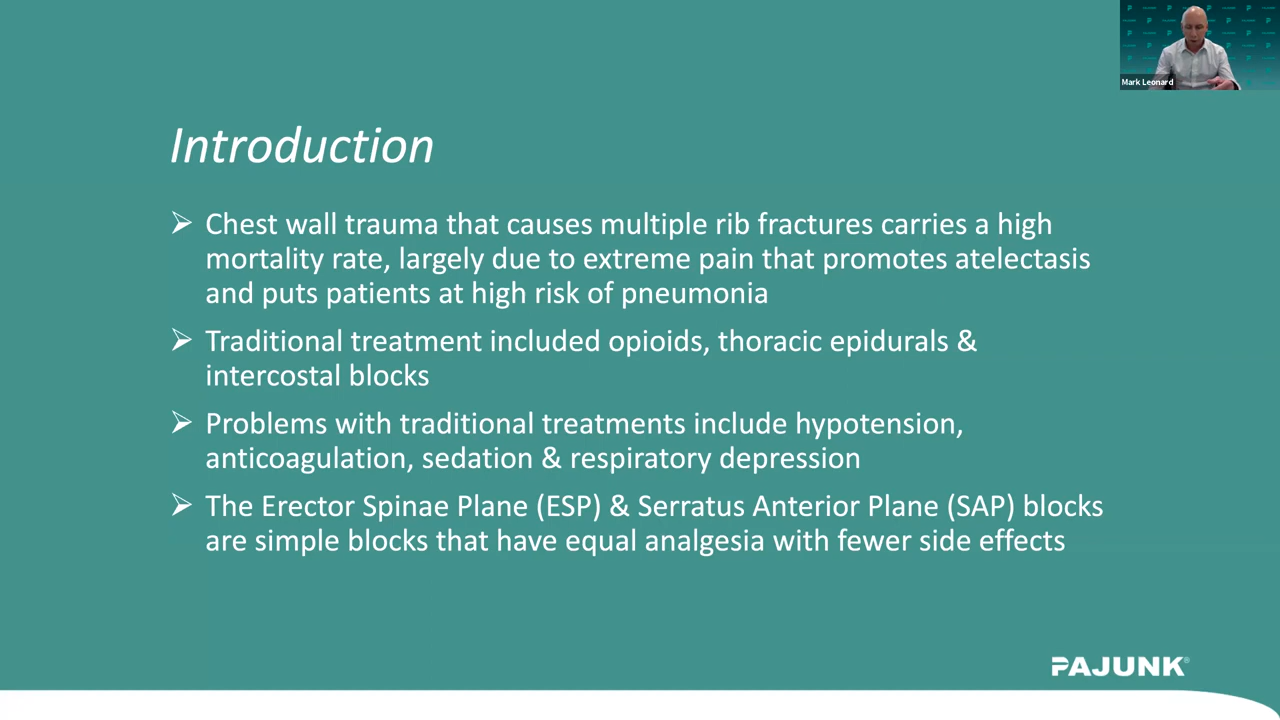 Mark Leonard
Introduction
➢ Chest wall trauma that causes multiple rib fractures carries a high
mortality rate, largely due to extreme pain that promotes atelectasis
and puts patients at high risk of pneumonia
➢ Traditional treatment included opioids, thoracic epidurals &
intercostal blocks
➢ Problems with traditional treatments include hypotension,
anticoagulation, sedation & respiratory depression
➢ The Erector Spinae Plane (ESP) & Serratus Anterior Plane (SAP) blocks
are simple blocks that have equal analgesia with fewer side effects
PAJUNK®